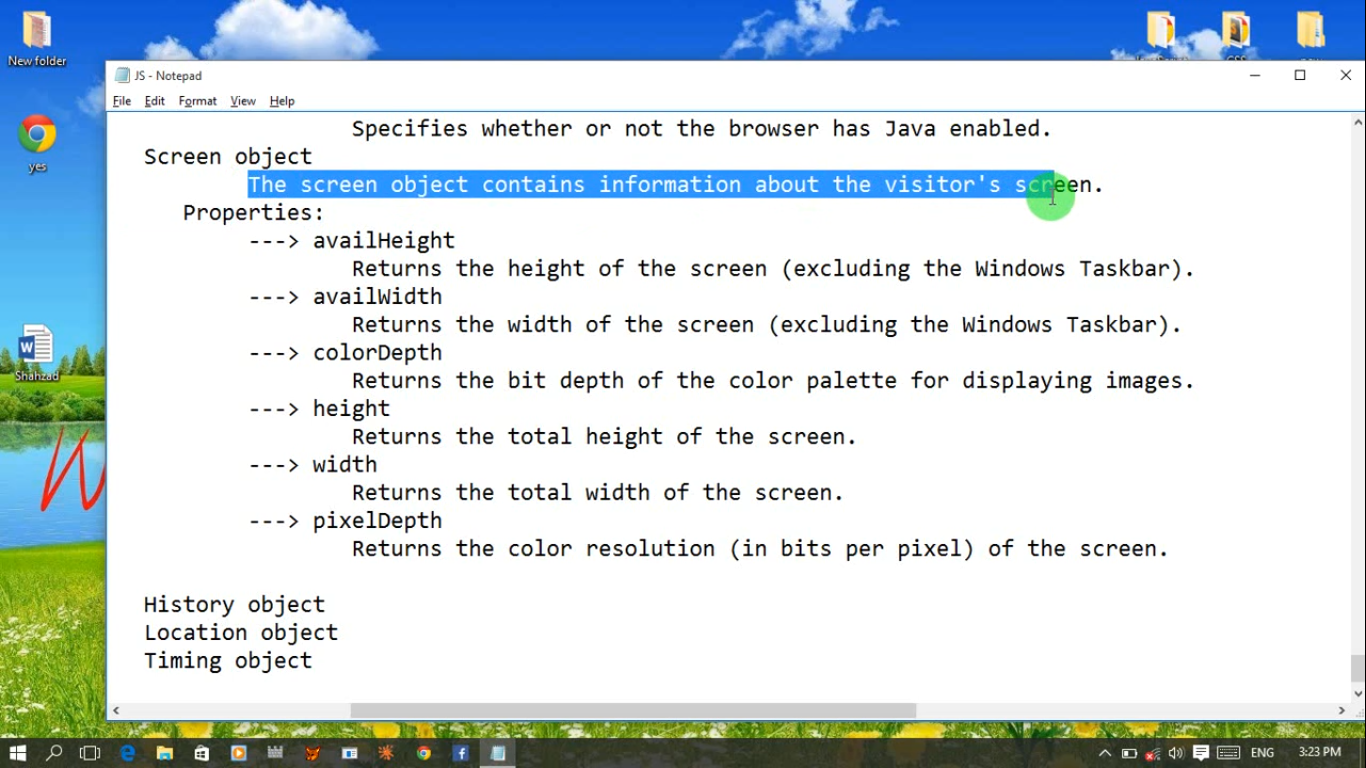 New folder
JS - Notepad
File Edit Format View Help
yes
Specifies whether or not the browser has Java enabled.
Screen object
The screen object contains information about the visitor's screen.
Properties:
---> availHeight
Returns the height of the screen (excluding the Windows Taskbar).
---> availWidth
Returns the width of the screen (excluding the Windows Taskbar).
---> colorDepth
Returns the bit depth of the color palette for displaying images.
Shahzad
---> height
Returns the total height of the screen.
---> width
Returns the total width of the screen.
---> pixelDepth
Returns the color resolution (in bits per pixel) of the screen.
History object
Location object
Timing object
ENG 3:23 PM